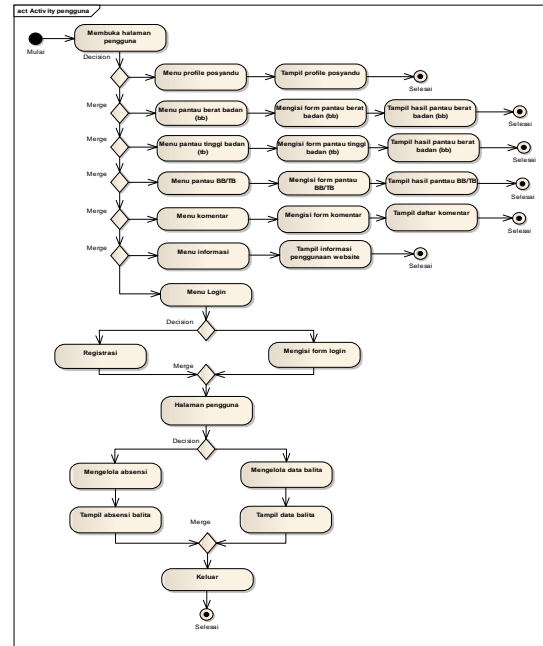 act Activity pengguna
Membuka halaman
pengguna
Mulai
Decision
Menu profile posyandu
Tampil profile posyandu
Selesai
Merge
Menu pantau berat badan
(bb)
Mengisi form pantau berat
badan (bb)
Tampil hasil pantau berat
badan (bb)
Selesai
Merge
Menu pantau tinggi badan
(tb)
Mengisi form pantau tinggi
badan (tb)
Tampil hasil pantau berat
badan (bb)
Selesai
Merge
Menu pantau BB/TB
Mengisi form pantau
BB/TB
Tampil hasil panttau BB/TB
Selesai
Merge
Menu komentar
Mengisi form komentar
Tampil daftar komentar
Selesai
Merge
Menu informasi
Tampil informasi
penggunaan website
Selesai
Menu Login
Decision
Registrasi
Mengisi form login
Merge
Halaman pengguna
Decision
Mengelola absensi
Mengelola data balita
Tampil absensi balita
Tampil data balita
Merge
Keluar
Selesai